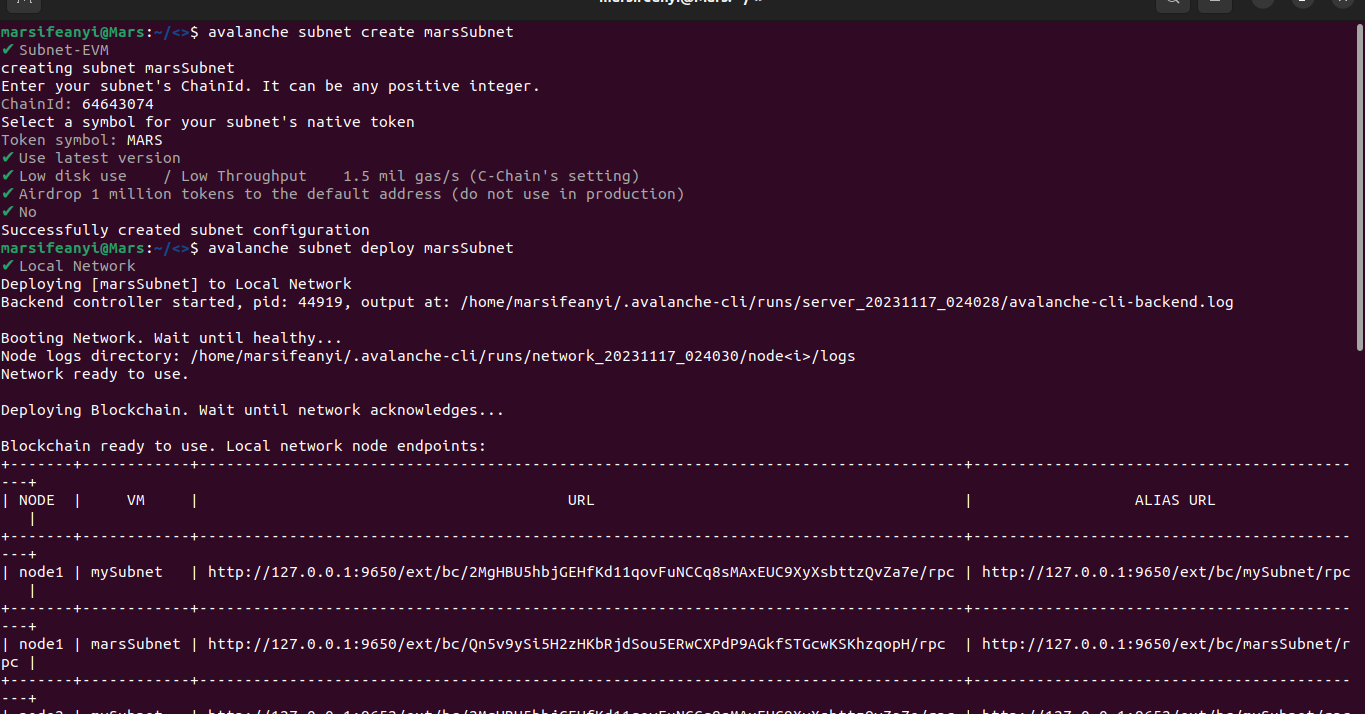 marsifeanyi@Mars:~/<>$ avalanche subnet create marsSubnet
✔ Subnet-EVM
creating subnet marsSubnet
Enter your subnet's ChainId. It can be any positive integer.
ChainId: 64643074
Select a symbol for your subnet's native token
Token symbol: MARS
✔ Use latest version
✔ Low disk use    / Low Throughput    1.5 mil gas/s (C-Chain's setting)
✔ Airdrop 1 million tokens to the default address (do not use in production)
✔ No
Successfully created subnet configuration
marsifeanyi@Mars:~/<>$ avalanche subnet deploy marsSubnet
✔ Local Network
Deploying [marsSubnet] to Local Network
Backend controller started, pid: 44919, output at: /home/marsifeanyi/.avalanche-cli/runs/server_20231117_024028/avalanche-cli-backend.log
Booting Network. Wait until healthy...
Node logs directory: /home/marsifeanyi/.avalanche-cli/runs/network_20231117_024030/node<i>/logs
Network ready to use.
Deploying Blockchain. Wait until network acknowledges...
Blockchain ready to use. Local network node endpoints:
| NODE  |     VM     |                                         URL                                         |                  ALIAS URL
   |
| node1 | mySubnet   | http://127.0.0.1:9650/ext/bc/2MgHBU5hbjGEHfKd11qovFuNCCq8sMAxEUC9XyXsbttzQvZa7e/rpc | http://127.0.0.1:9650/ext/bc/mySubnet/rpc
   |
| node1 | marsSubnet | http://127.0.0.1:9650/ext/bc/Qn5v9ySi5H2zHKbRjdSou5ERwCXPdP9AGkfSTGcwKSKhzqopH/rpc  | http://127.0.0.1:9650/ext/bc/marsSubnet/r
pc |